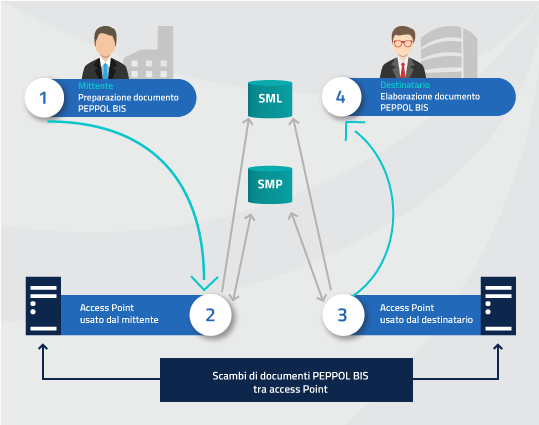 1
Mittente
Preparazione documento
PEPPOL BIS
SML
SMP
4
Destinatario
Elaborazione documento
PEPPOL BIS
Access Point
usato dal mittente
2
3
Access Point
usato dal destinatario
Scambi di documenti PEPPOL BIS
tra access Point